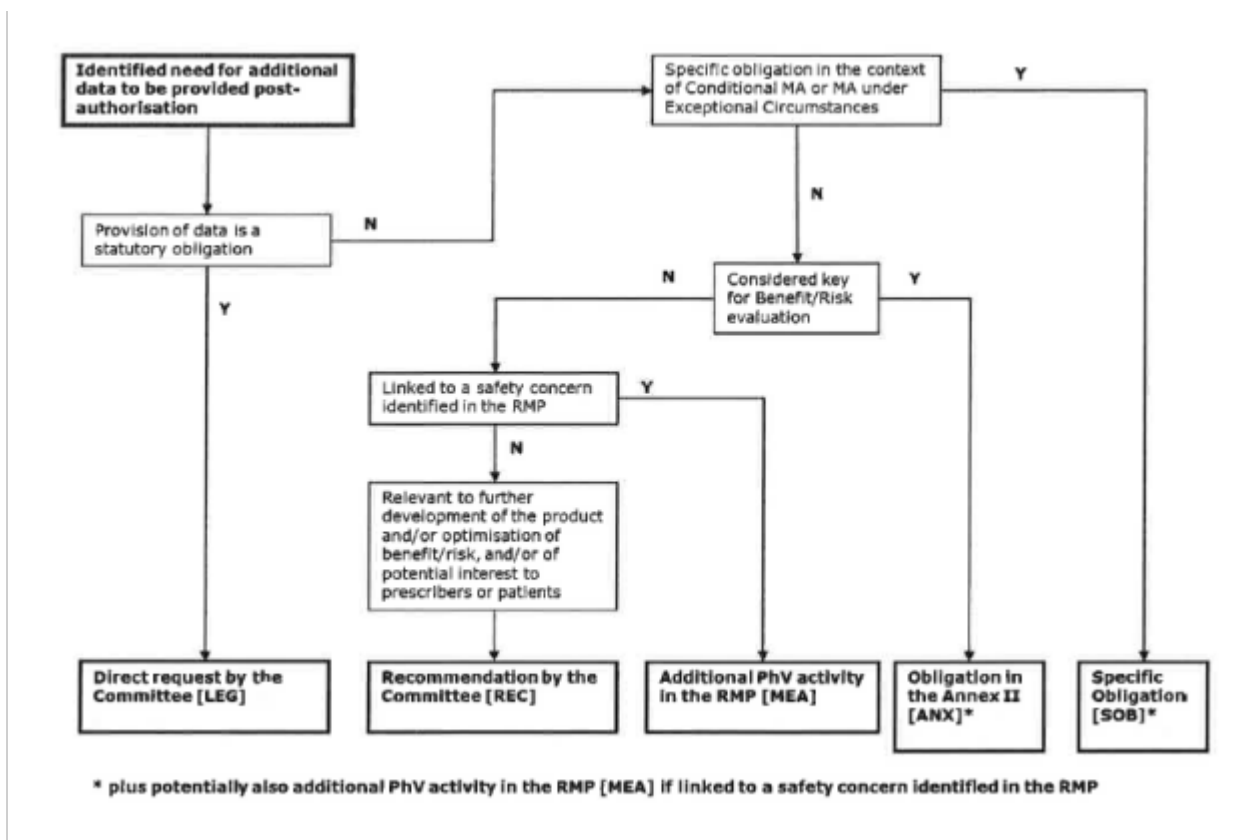 Identified need for additional
data to be provided post-
authorisation
Specific obligation in the context
of Conditional MA or MA under
Exceptional Circumstances
Y
N
Provision of data is a
statutory obligation
N
Y
N
Considered key
for Benefit/Risk
evaluation
Y
Linked to a safety concern
identified in the RMP
Y
N
Relevant to further
development of the product
and/or optimisation of
benefit/risk, and/or of
potential interest to
prescribers or patients
Direct request by the
Committee [LEG]
Recommendation by the
Committee [REC]
Additional PhV activity
in the RMP [MEA]
Obligation in
the Annex II
[ANX]*
Specific
Obligation
[SOB]*
* plus potentially also additional PhV activity in the RMP [MEA] if linked to a safety concern identified in the RMP